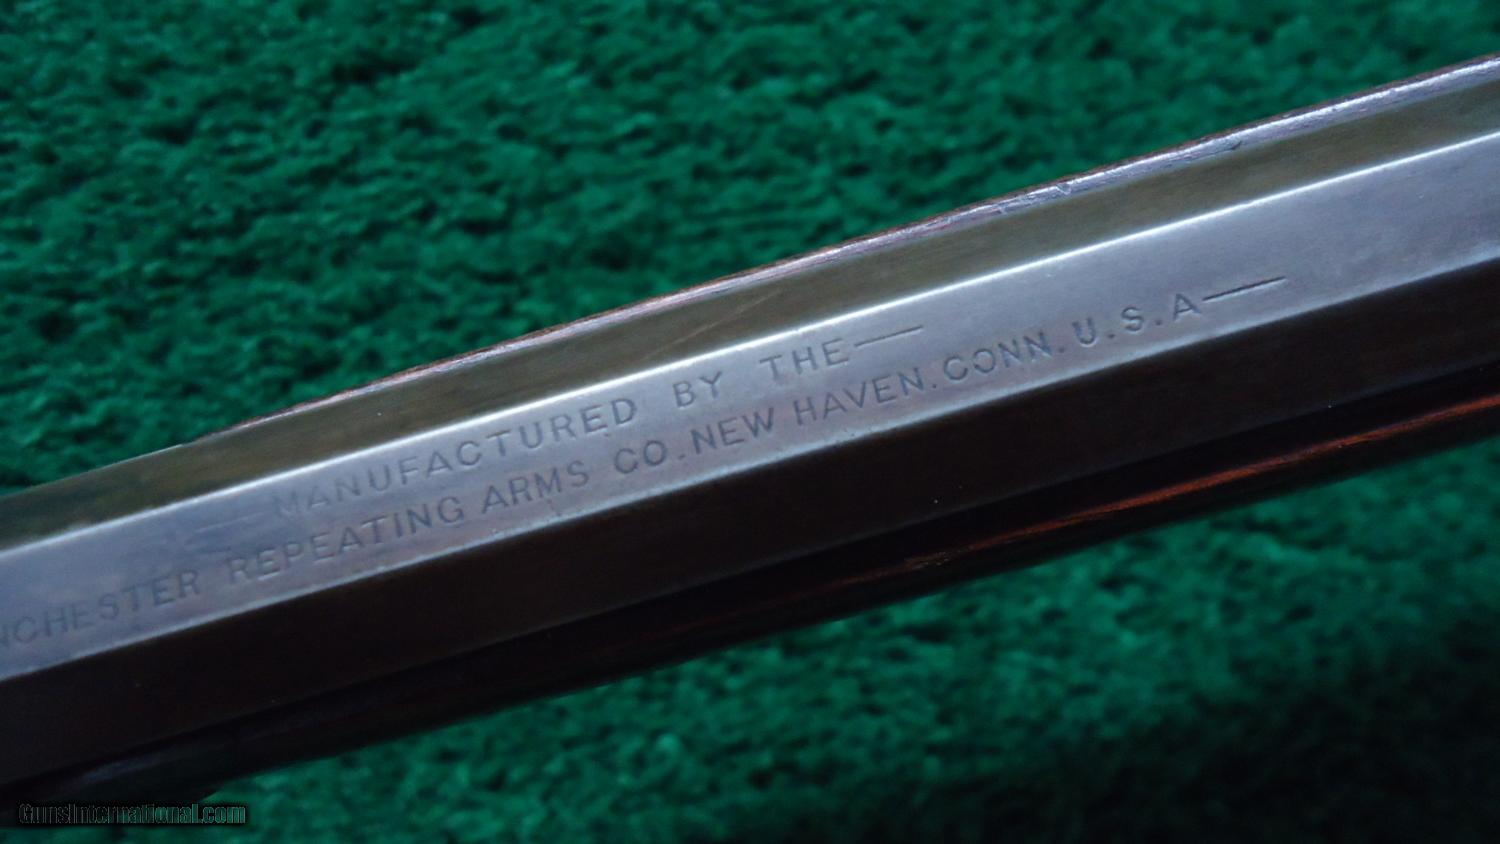 — MANUFACTURED BY THE —
NCHESTER REPEATING ARMS CO. NEW HAVEN. CONN. U.S.A —
GunsInternational.com